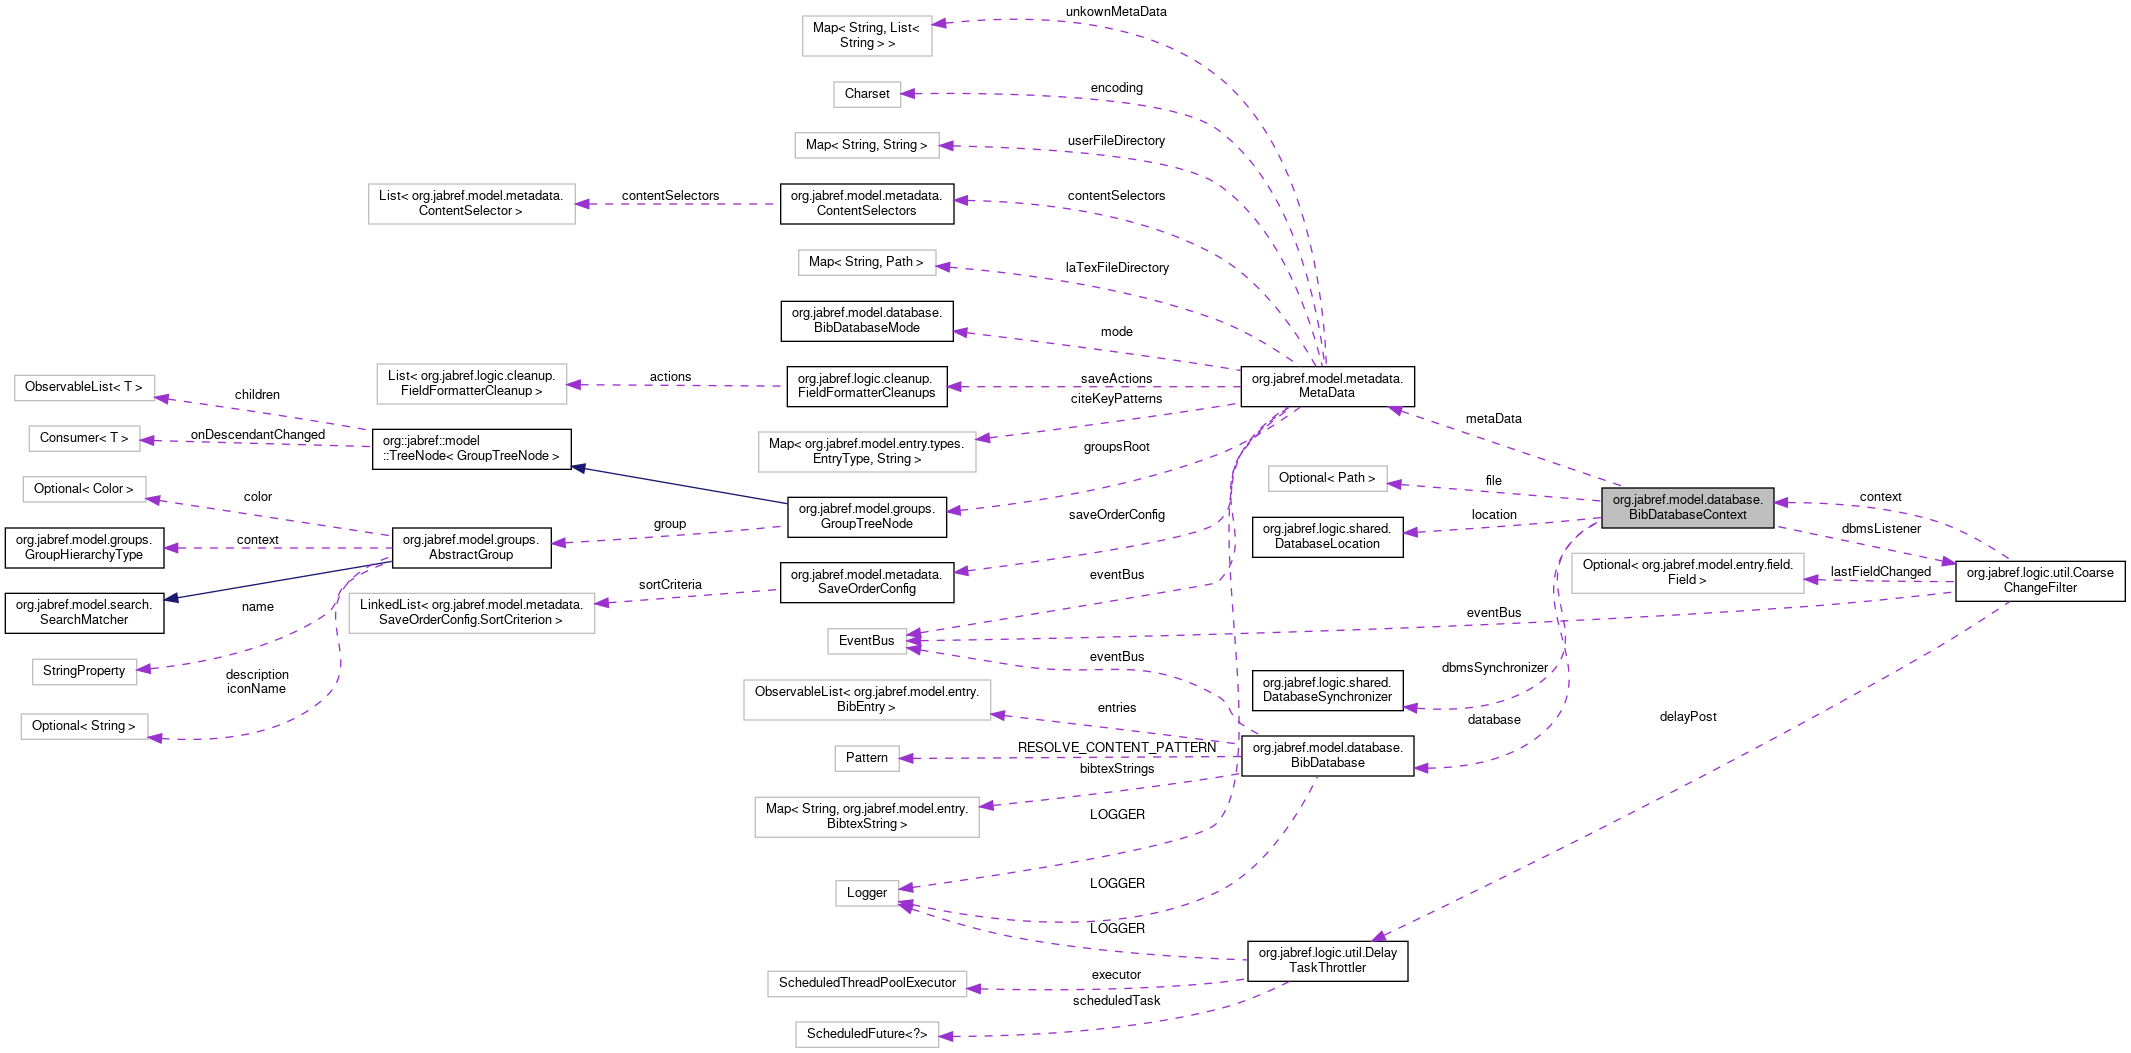 unkownMetaData
Map< String, List<
String > >
encoding
Charset
userFileDirectory
Map< String, String >
contentSelectors
List< org.jabref.model.metadata.
ContentSelector >
contentSelectors
org.jabref.model.metadata.
ContentSelectors
laTexFileDirectory
Map< String, Path >
mode
org.jabref.model.database.
BibDatabaseMode
List< org.jabref.logic.cleanup.
FieldFormatterCleanup >
actions
org.jabref.logic.cleanup.
FieldFormatterCleanups
saveActions
citeKeyPatterns
org.jabref.model.metadata.
MetaData
ObservableList< T >
children
Consumer< T >
onDescendantChanged
org::jabref::model
::TreeNode< GroupTreeNode >
Map< org.jabref.model.entry.types.
EntryType, String >
groupsRoot
metaData
Optional< Color >
color
Optional< Path >
file
org.jabref.model.groups.
GroupTreeNode
group
org.jabref.model.database.
BibDatabaseContext
context
org.jabref.model.groups.
GroupHierarchyType
context
org.jabref.model.groups.
AbstractGroup
saveOrderConfig
org.jabref.logic.shared.
DatabaseLocation
location
dbmsListener
org.jabref.model.search.
SearchMatcher
name
LinkedList< org.jabref.model.metadata.
SaveOrderConfig.SortCriterion >
sortCriteria
org.jabref.model.metadata.
SaveOrderConfig
eventBus
Optional< org.jabref.model.entry.field.
Field >
lastFieldChanged
org.jabref.logic.util.Coarse
ChangeFilter
eventBus
EventBus
StringProperty
description
iconName
eventBus
dbmsSynchronizer
org.jabref.logic.shared.
DatabaseSynchronizer
Optional< String >
ObservableList< org.jabref.model.entry.
BibEntry >
entries
database
delayPost
Pattern
RESOLVE_CONTENT_PATTERN
org.jabref.model.database.
BibDatabase
bibtexStrings
Map< String, org.jabref.model.entry.
BibtexString >
LOGGER
Logger
LOGGER
LOGGER
org.jabref.logic.util.Delay
TaskThrottler
ScheduledThreadPoolExecutor
executor
scheduledTask
ScheduledFuture<?>